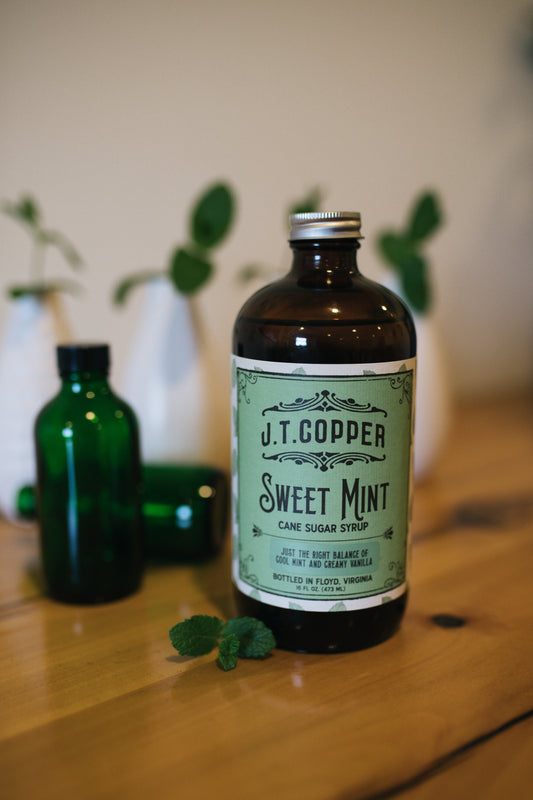 J.T.COPPER
SWEET MINT
CANE SUGAR SYRUP
JUST THE RIGHT BALANCE OF
COOL MINT AND CREAMY VANILLA
BOTTLED IN FLOYD, VIRGINIA
16 FL OZ. (473 ML)